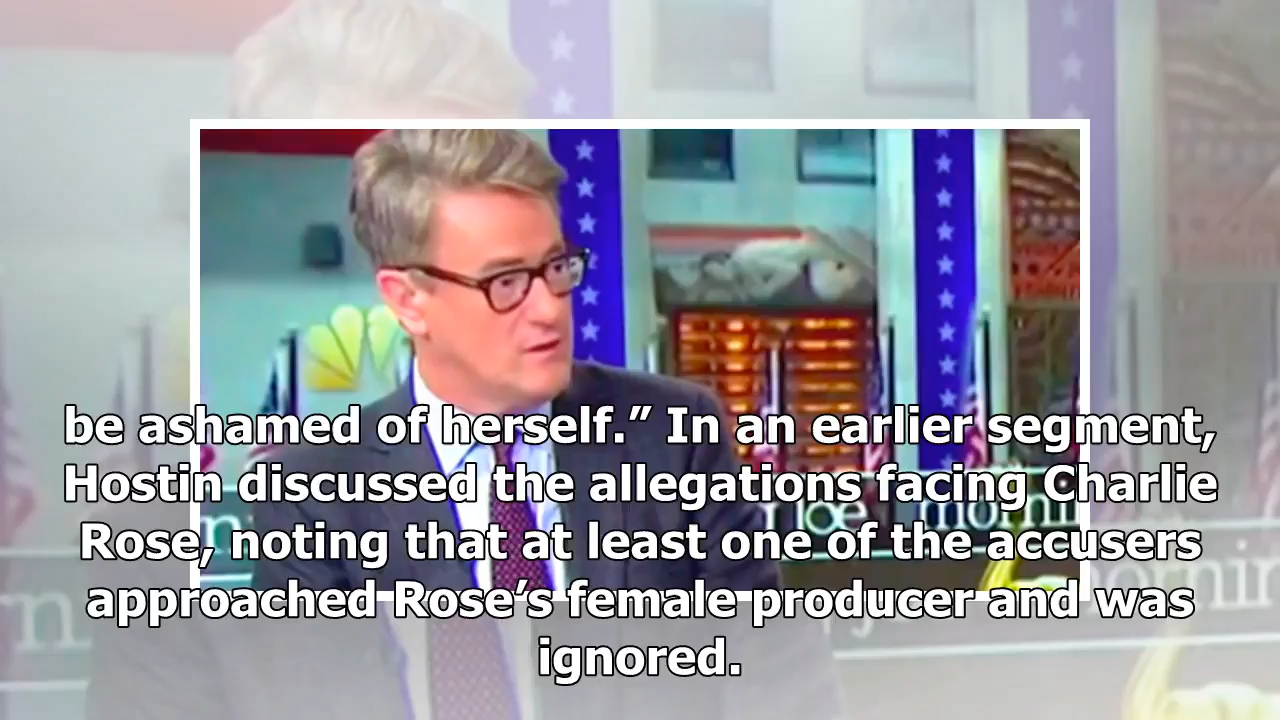 be ashamed of herself.” In an earlier segment,
Hostin discussed the allegations facing Charlie
Rose, noting that at least one of the accusers
approached Rose’s female producer and was
ignored.